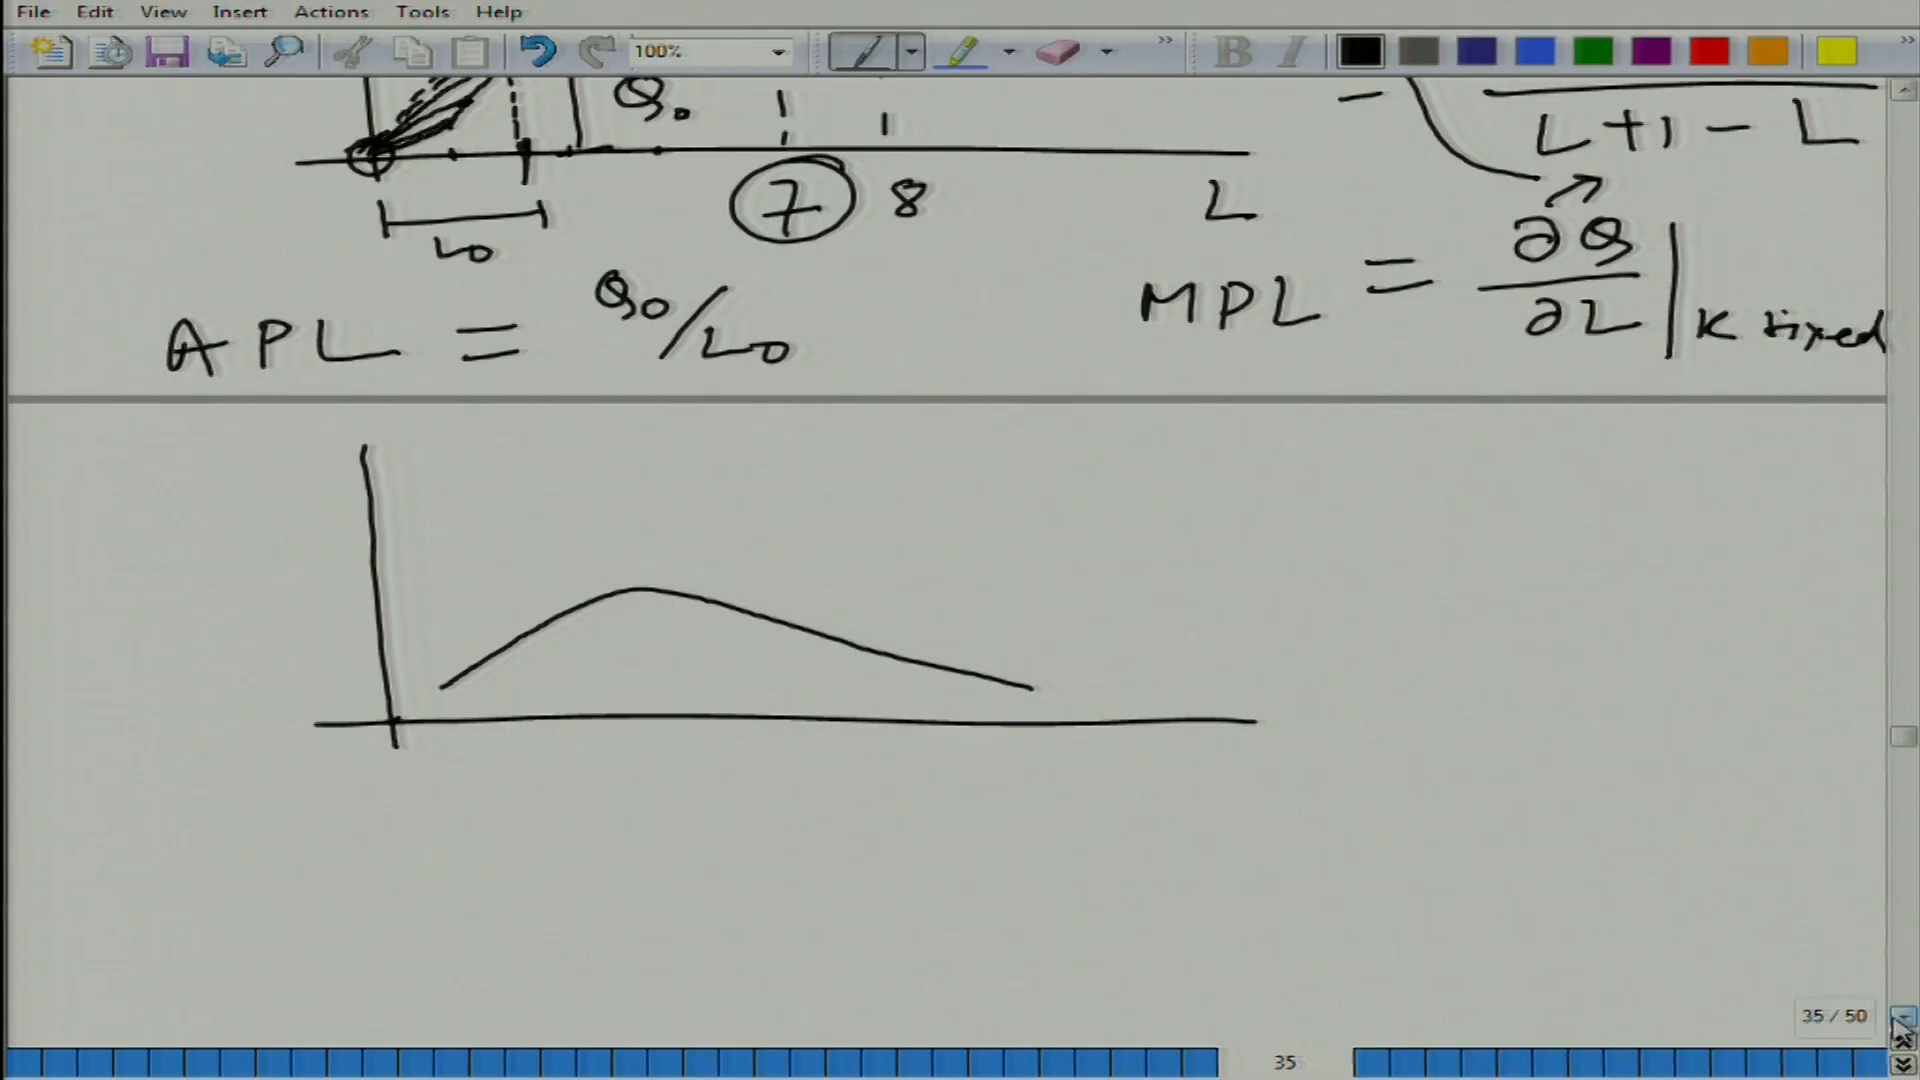 File Edit View Insert Actions Tools Help
100% B I
Q₀
L + 1 - L
7 8 L
L₀
APL = Q₀/L₀
MPL = ∂Q/∂L | K fixed
35 / 50
35